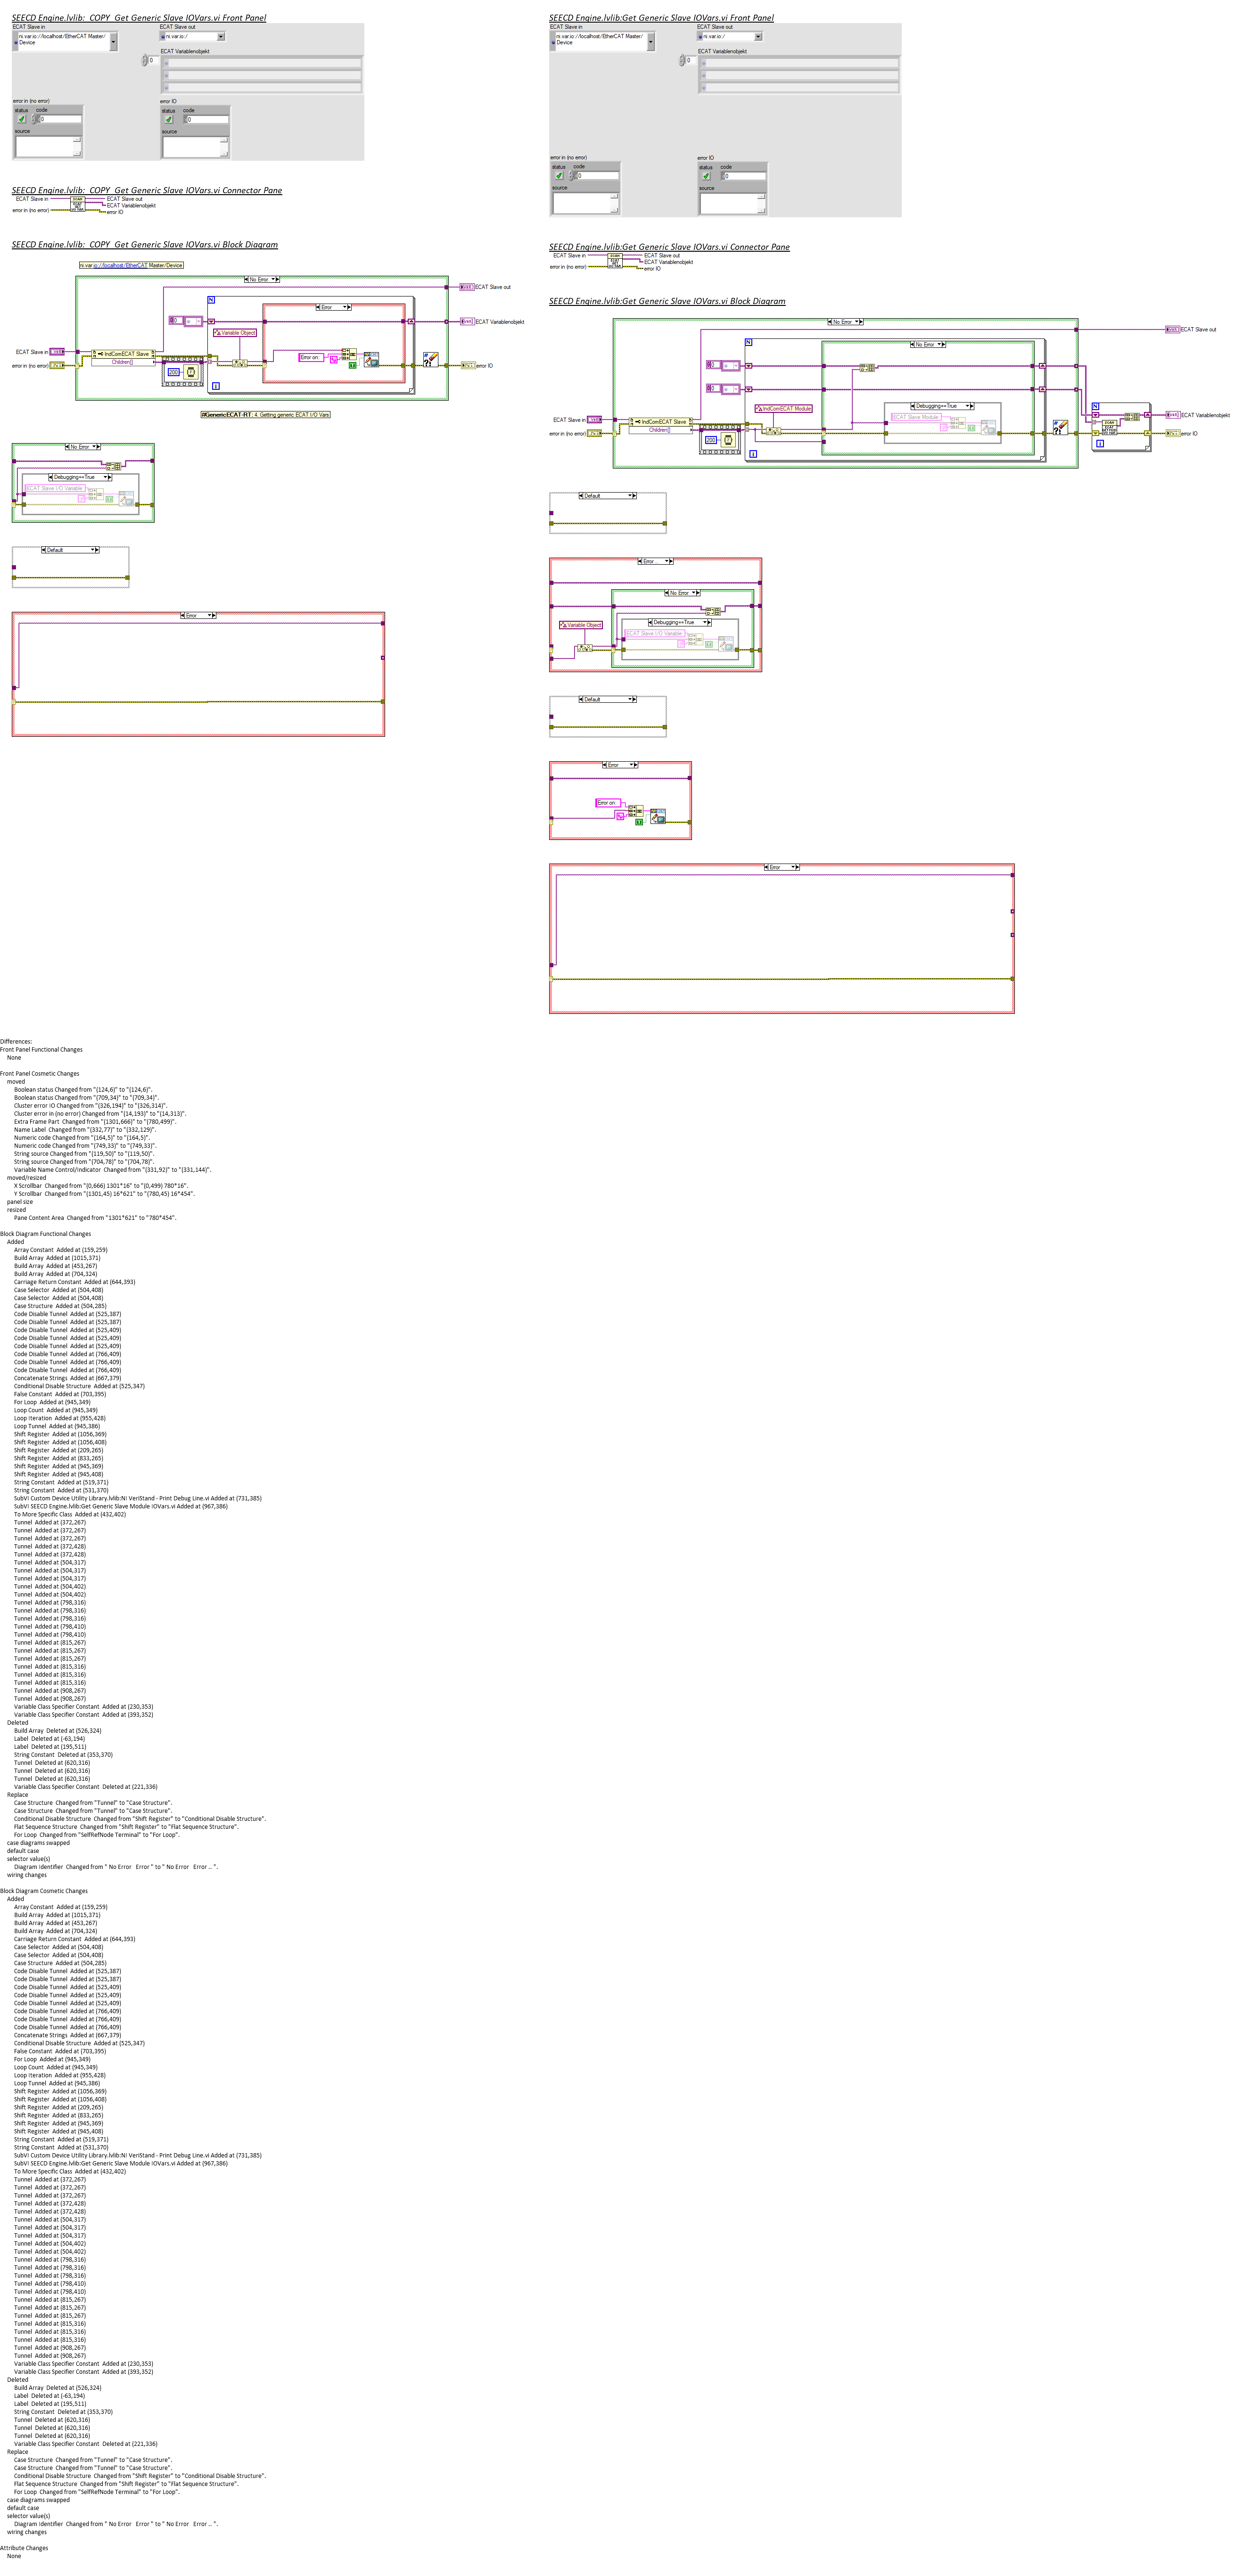 SEECD Engine.lvlib:_COPY_Get Generic Slave IOVars.vi Front Panel
ECAT Slave in
ni.var.io://localhost/EtherCAT Master/
Device
ECAT Slave out
ni.var.io:/
ECAT Variablenobjekt
0
error in (no error)
status code
0
source
error IO
status code
0
source
SEECD Engine.lvlib:_COPY_Get Generic Slave IOVars.vi Connector Pane
ECAT Slave in
ECAT Slave out
ECAT Variablenobjekt
error in (no error)
error IO
SEECD Engine.lvlib:_COPY_Get Generic Slave IOVars.vi Block Diagram
ni.var.io://localhost/EtherCAT Master/Device
No Error
ECAT Slave out
N
Error
ECAT Variablenobjekt
Variable Object
ECAT Slave in
IndComECAT Slave
Children[]
Error on:
error in (no error)
200
error IO
i
#GenericECAT-RT: 4. Getting generic ECAT I/O Vars
No Error
Debugging==True
ECAT Slave I/O Variable
Default
Error
SEECD Engine.lvlib:Get Generic Slave IOVars.vi Front Panel
ECAT Slave in
ni.var.io://localhost/EtherCAT Master/
Device
ECAT Slave out
ni.var.io:/
ECAT Variablenobjekt
0
error in (no error)
status code
0
source
error IO
status code
0
source
SEECD Engine.lvlib:Get Generic Slave IOVars.vi Connector Pane
ECAT Slave in
ECAT Slave out
ECAT Variablenobjekt
error in (no error)
error IO
SEECD Engine.lvlib:Get Generic Slave IOVars.vi Block Diagram
No Error
ECAT Slave out
N
No Error
IndComECAT Module
Debugging==True
ECAT Slave Module
ECAT Slave in
IndComECAT Slave
Children[]
N
ECAT Variablenobjekt
error in (no error)
200
error IO
i
i
Default
Error ..
No Error
Variable Object
Debugging==True
ECAT Slave I/O Variable
Default
Error
Error on:
Error
Differences:
Front Panel Functional Changes
None
Front Panel Cosmetic Changes
moved
Boolean status Changed from "(124,6)" to "(124,6)".
Boolean status Changed from "(709,34)" to "(709,34)".
Cluster error IO Changed from "(326,194)" to "(326,314)".
Cluster error in (no error) Changed from "(14,193)" to "(14,313)".
Extra Frame Part Changed from "(1301,666)" to "(780,499)".
Name Label Changed from "(332,77)" to "(332,129)".
Numeric code Changed from "(164,5)" to "(164,5)".
Numeric code Changed from "(749,33)" to "(749,33)".
String source Changed from "(119,50)" to "(119,50)".
String source Changed from "(704,78)" to "(704,78)".
Variable Name Control/Indicator Changed from "(331,92)" to "(331,144)".
moved/resized
X Scrollbar Changed from "(0,666) 1301*16" to "(0,499) 780*16".
Y Scrollbar Changed from "(1301,45) 16*621" to "(780,45) 16*454".
panel size
resized
Pane Content Area Changed from "1301*621" to "780*454".
Block Diagram Functional Changes
Added
Array Constant Added at (159,259)
Build Array Added at (1015,371)
Build Array Added at (453,267)
Build Array Added at (704,324)
Carriage Return Constant Added at (644,393)
Case Selector Added at (504,408)
Case Selector Added at (504,408)
Case Structure Added at (504,285)
Code Disable Tunnel Added at (525,387)
Code Disable Tunnel Added at (525,387)
Code Disable Tunnel Added at (525,409)
Code Disable Tunnel Added at (525,409)
Code Disable Tunnel Added at (525,409)
Code Disable Tunnel Added at (766,409)
Code Disable Tunnel Added at (766,409)
Code Disable Tunnel Added at (766,409)
Concatenate Strings Added at (667,379)
Conditional Disable Structure Added at (525,347)
False Constant Added at (703,395)
For Loop Added at (945,349)
Loop Count Added at (945,349)
Loop Iteration Added at (955,428)
Loop Tunnel Added at (945,386)
Shift Register Added at (1056,369)
Shift Register Added at (1056,408)
Shift Register Added at (209,265)
Shift Register Added at (833,265)
Shift Register Added at (945,369)
Shift Register Added at (945,408)
String Constant Added at (519,371)
String Constant Added at (531,370)
SubVI Custom Device Utility Library.lvlib:NI VeriStand - Print Debug Line.vi Added at (731,385)
SubVI SEECD Engine.lvlib:Get Generic Slave Module IOVars.vi Added at (967,386)
To More Specific Class Added at (432,402)
Tunnel Added at (372,267)
Tunnel Added at (372,267)
Tunnel Added at (372,267)
Tunnel Added at (372,428)
Tunnel Added at (372,428)
Tunnel Added at (504,317)
Tunnel Added at (504,317)
Tunnel Added at (504,317)
Tunnel Added at (504,402)
Tunnel Added at (504,402)
Tunnel Added at (798,316)
Tunnel Added at (798,316)
Tunnel Added at (798,316)
Tunnel Added at (798,410)
Tunnel Added at (798,410)
Tunnel Added at (815,267)
Tunnel Added at (815,267)
Tunnel Added at (815,267)
Tunnel Added at (815,316)
Tunnel Added at (815,316)
Tunnel Added at (815,316)
Tunnel Added at (908,267)
Tunnel Added at (908,267)
Variable Class Specifier Constant Added at (230,353)
Variable Class Specifier Constant Added at (393,352)
Deleted
Build Array Deleted at (526,324)
Label Deleted at (-63,194)
Label Deleted at (195,511)
String Constant Deleted at (353,370)
Tunnel Deleted at (620,316)
Tunnel Deleted at (620,316)
Tunnel Deleted at (620,316)
Variable Class Specifier Constant Deleted at (221,336)
Replace
Case Structure Changed from "Tunnel" to "Case Structure".
Case Structure Changed from "Tunnel" to "Case Structure".
Conditional Disable Structure Changed from "Shift Register" to "Conditional Disable Structure".
Flat Sequence Structure Changed from "Shift Register" to "Flat Sequence Structure".
For Loop Changed from "SelfRefNode Terminal" to "For Loop".
case diagrams swapped
default case
selector value(s)
Diagram Identifier Changed from " No Error Error " to " No Error Error .. ".
wiring changes
Block Diagram Cosmetic Changes
Added
Array Constant Added at (159,259)
Build Array Added at (1015,371)
Build Array Added at (453,267)
Build Array Added at (704,324)
Carriage Return Constant Added at (644,393)
Case Selector Added at (504,408)
Case Selector Added at (504,408)
Case Structure Added at (504,285)
Code Disable Tunnel Added at (525,387)
Code Disable Tunnel Added at (525,387)
Code Disable Tunnel Added at (525,409)
Code Disable Tunnel Added at (525,409)
Code Disable Tunnel Added at (525,409)
Code Disable Tunnel Added at (766,409)
Code Disable Tunnel Added at (766,409)
Code Disable Tunnel Added at (766,409)
Concatenate Strings Added at (667,379)
Conditional Disable Structure Added at (525,347)
False Constant Added at (703,395)
For Loop Added at (945,349)
Loop Count Added at (945,349)
Loop Iteration Added at (955,428)
Loop Tunnel Added at (945,386)
Shift Register Added at (1056,369)
Shift Register Added at (1056,408)
Shift Register Added at (209,265)
Shift Register Added at (833,265)
Shift Register Added at (945,369)
Shift Register Added at (945,408)
String Constant Added at (519,371)
String Constant Added at (531,370)
SubVI Custom Device Utility Library.lvlib:NI VeriStand - Print Debug Line.vi Added at (731,385)
SubVI SEECD Engine.lvlib:Get Generic Slave Module IOVars.vi Added at (967,386)
To More Specific Class Added at (432,402)
Tunnel Added at (372,267)
Tunnel Added at (372,267)
Tunnel Added at (372,267)
Tunnel Added at (372,428)
Tunnel Added at (372,428)
Tunnel Added at (504,317)
Tunnel Added at (504,317)
Tunnel Added at (504,317)
Tunnel Added at (504,402)
Tunnel Added at (504,402)
Tunnel Added at (798,316)
Tunnel Added at (798,316)
Tunnel Added at (798,316)
Tunnel Added at (798,410)
Tunnel Added at (798,410)
Tunnel Added at (815,267)
Tunnel Added at (815,267)
Tunnel Added at (815,267)
Tunnel Added at (815,316)
Tunnel Added at (815,316)
Tunnel Added at (815,316)
Tunnel Added at (908,267)
Tunnel Added at (908,267)
Variable Class Specifier Constant Added at (230,353)
Variable Class Specifier Constant Added at (393,352)
Deleted
Build Array Deleted at (526,324)
Label Deleted at (-63,194)
Label Deleted at (195,511)
String Constant Deleted at (353,370)
Tunnel Deleted at (620,316)
Tunnel Deleted at (620,316)
Tunnel Deleted at (620,316)
Variable Class Specifier Constant Deleted at (221,336)
Replace
Case Structure Changed from "Tunnel" to "Case Structure".
Case Structure Changed from "Tunnel" to "Case Structure".
Conditional Disable Structure Changed from "Shift Register" to "Conditional Disable Structure".
Flat Sequence Structure Changed from "Shift Register" to "Flat Sequence Structure".
For Loop Changed from "SelfRefNode Terminal" to "For Loop".
case diagrams swapped
default case
selector value(s)
Diagram Identifier Changed from " No Error Error " to " No Error Error .. ".
wiring changes
Attribute Changes
None